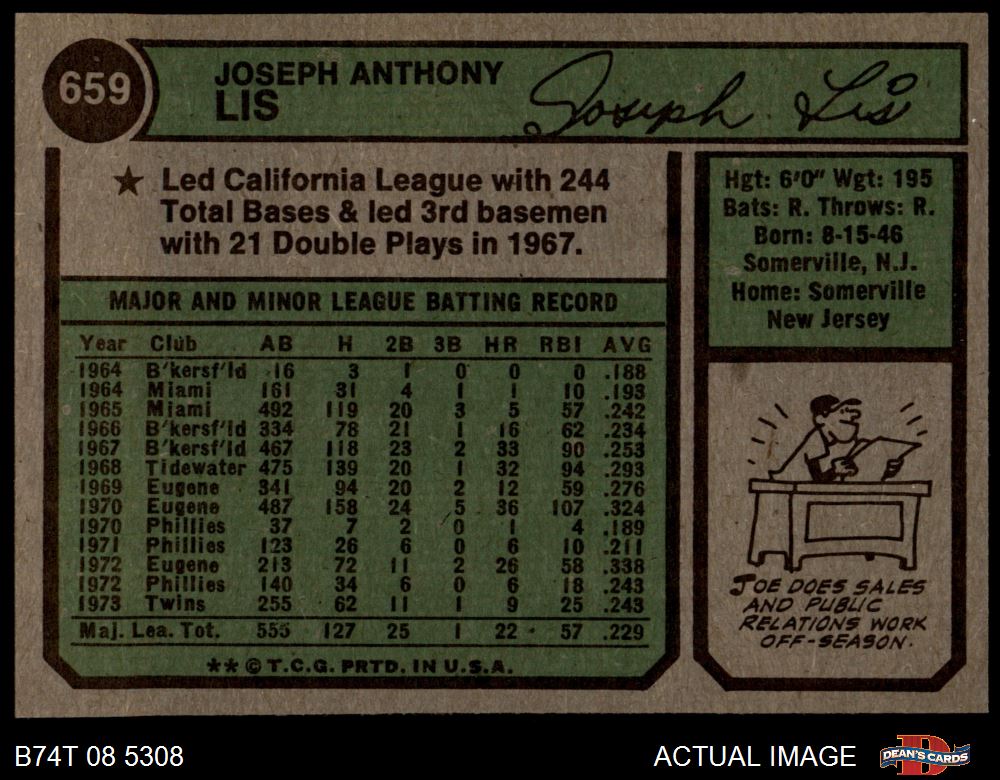 659
JOSEPH ANTHONY
LIS
Joseph Lis
★ Led California League with 244
Total Bases & led 3rd basemen
with 21 Double Plays in 1967.
Hgt: 6'0" Wgt: 195
Bats: R. Throws: R.
Born: 8-15-46
Somerville, N.J.
Home: Somerville
New Jersey
MAJOR AND MINOR LEAGUE BATTING RECORD
Year Club AB H 2B 3B HR RBI AVG
1964 B'kersf'ld 16 3 1 0 0 0 .188
1964 Miami 161 31 4 1 1 10 .193
1965 Miami 492 119 20 3 5 57 .242
1966 B'kersf'ld 334 78 21 1 16 62 .234
1967 B'kersf'ld 467 118 23 2 33 90 .253
1968 Tidewater 475 139 20 1 32 94 .293
1969 Eugene 341 94 20 2 12 59 .276
1970 Eugene 487 158 24 5 36 107 .324
1970 Phillies 37 7 2 0 1 4 .189
1971 Phillies 123 26 6 0 6 10 .211
1972 Eugene 213 72 11 2 26 58 .338
1972 Phillies 140 34 6 0 6 18 .243
1973 Twins 255 62 11 1 9 25 .243
Maj. Lea. Tot. 555 127 25 1 22 57 .229
** © T.C.G. PRTD. IN U.S.A.
JOE DOES SALES
AND PUBLIC
RELATIONS WORK
OFF-SEASON.
B74T 08 5308
ACTUAL IMAGE
DEAN'S CARDS